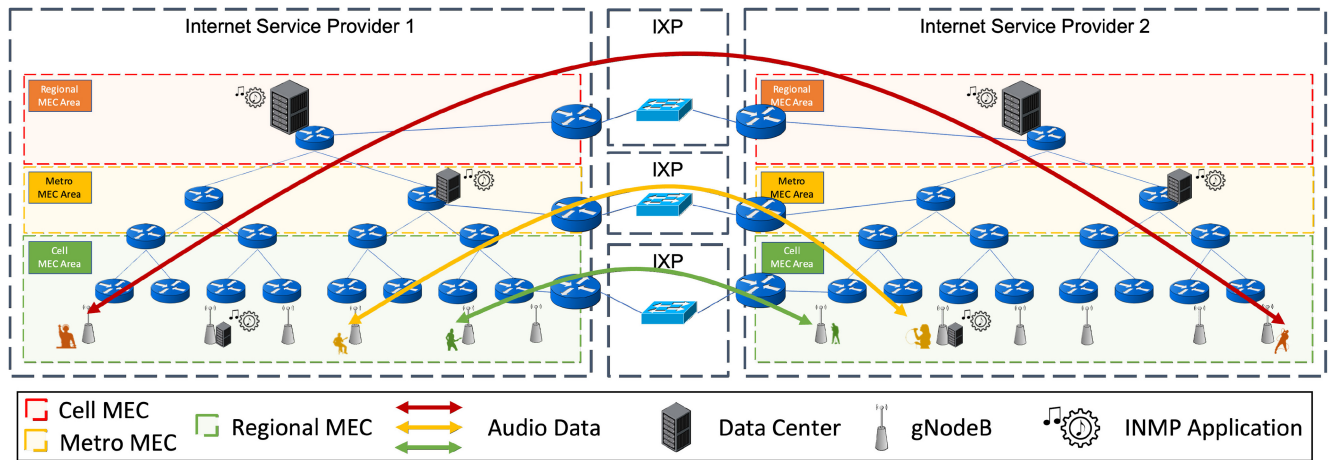 Internet Service Provider 1
IXP
Internet Service Provider 2
Regional
MEC Area
Regional
MEC Area
Metro
MEC Area
IXP
Metro
MEC Area
Cell
MEC Area
IXP
Cell
MEC Area
Cell MEC
Metro MEC
Regional MEC
Audio Data
Data Center
gNodeB
INMP Application